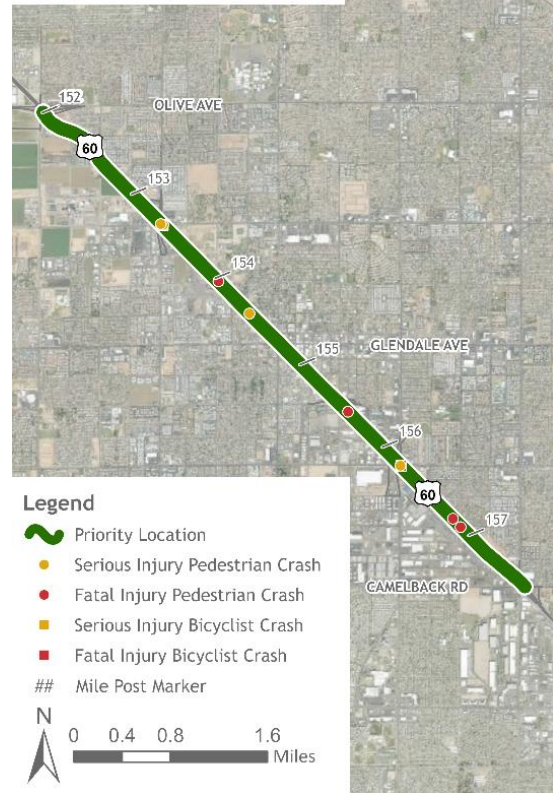 152
OLIVE AVE
60
153
154
155
GLENDALE AVE
156
60
157
CAMELBACK RD
Legend
Priority Location
Serious Injury Pedestrian Crash
Fatal Injury Pedestrian Crash
Serious Injury Bicyclist Crash
Fatal Injury Bicyclist Crash
## Mile Post Marker
N
0 0.4 0.8 1.6
Miles